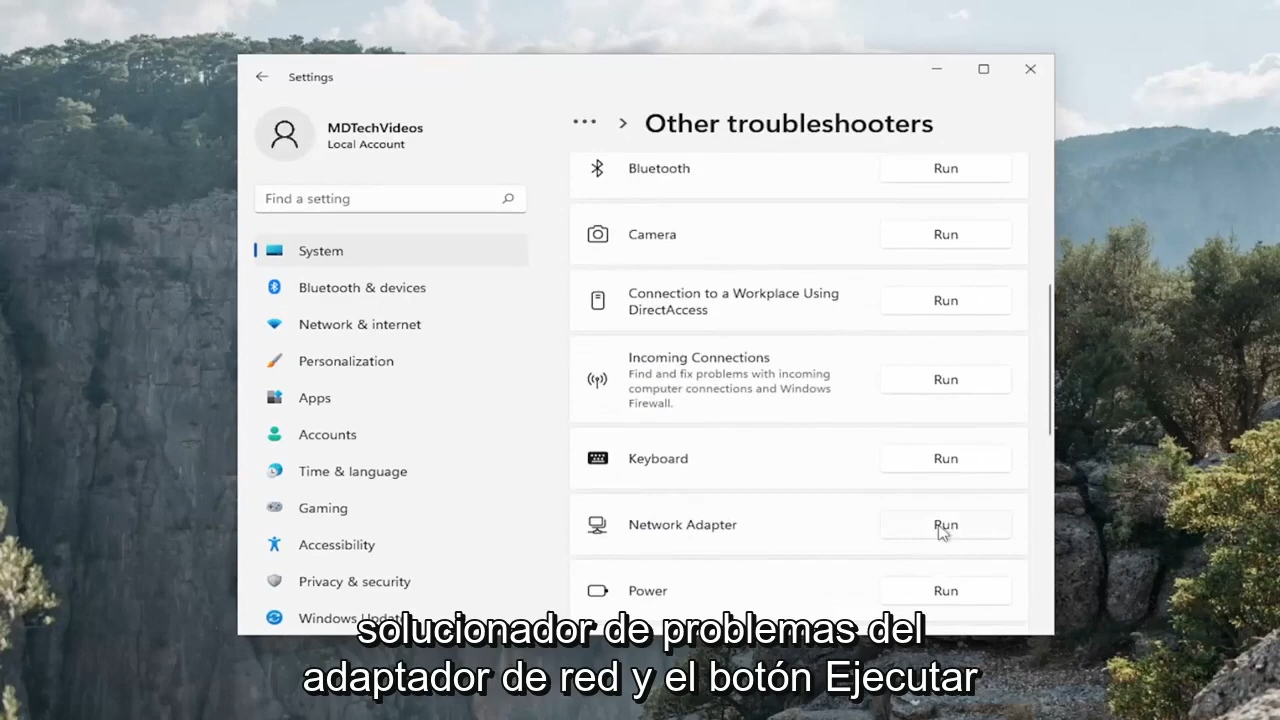 Settings
MDTechVideos
Local Account
Find a setting
System
Bluetooth & devices
Network & internet
Personalization
Apps
Accounts
Time & language
Gaming
Accessibility
Privacy & security
Windows Update
... > Other troubleshooters
Bluetooth Run
Camera Run
Connection to a Workplace Using
DirectAccess
Run
Incoming Connections
Find and fix problems with incoming
computer connections and Windows
Firewall.
Run
Keyboard Run
Network Adapter Run
Power Run
solucionador de problemas del
adaptador de red y el botón Ejecutar